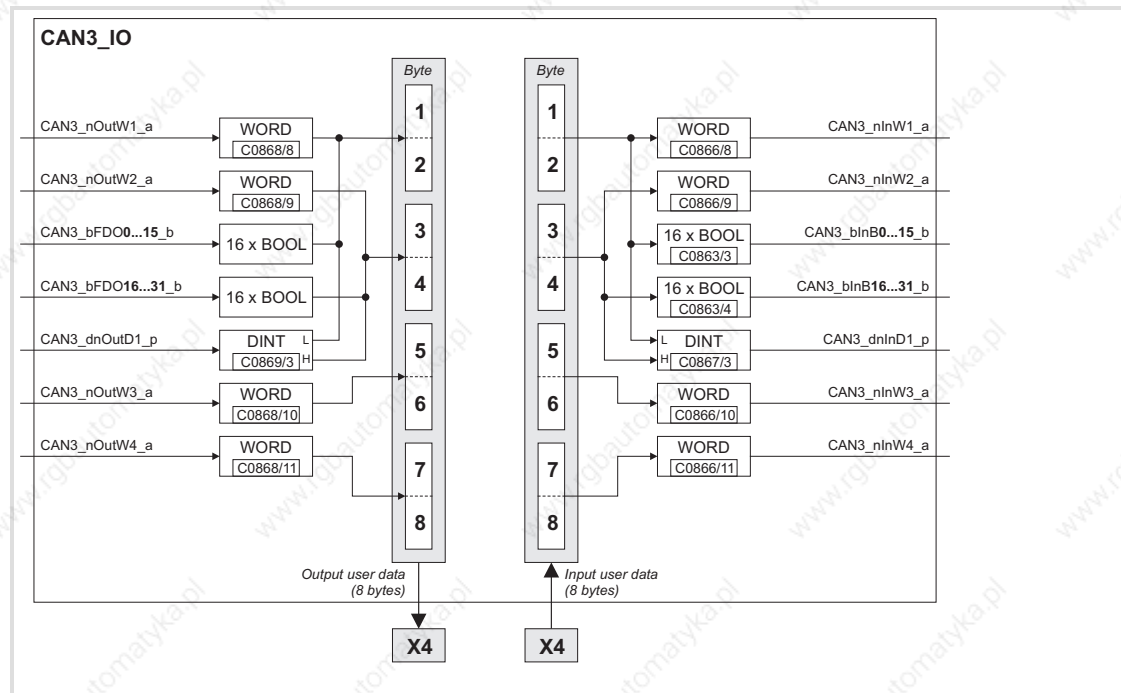 CAN3_IO
Byte
1
2
3
4
5
6
7
8
CAN3_nOutW1_a
WORD
C0868/8
CAN3_nOutW2_a
WORD
C0868/9
CAN3_bFDO0...15_b
16 x BOOL
CAN3_bFDO16...31_b
16 x BOOL
CAN3_dnOutD1_p
DINT
L
C0869/3
H
CAN3_nOutW3_a
WORD
C0868/10
CAN3_nOutW4_a
WORD
C0868/11
Output user data
(8 bytes)
X4
Byte
1
2
3
4
5
6
7
8
WORD
C0866/8
CAN3_nInW1_a
WORD
C0866/9
CAN3_nInW2_a
16 x BOOL
C0863/3
CAN3_bInB0...15_b
16 x BOOL
C0863/4
CAN3_bInB16...31_b
L
DINT
H
C0867/3
CAN3_dnInD1_p
WORD
C0866/10
CAN3_nInW3_a
WORD
C0866/11
CAN3_nInW4_a
Input user data
(8 bytes)
X4
www.rgbautomatyka.pl